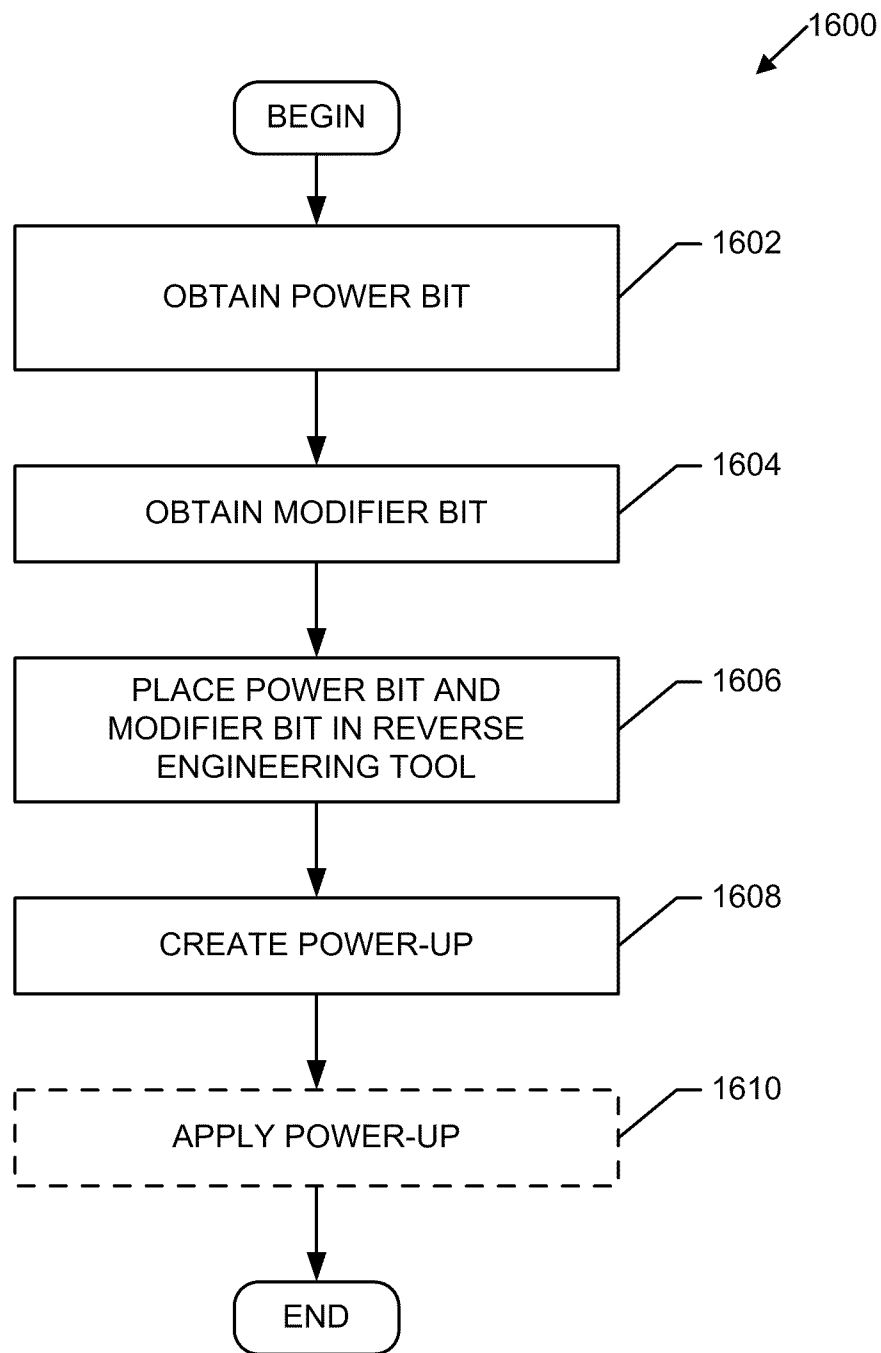 1600
BEGIN
OBTAIN POWER BIT
1602
OBTAIN MODIFIER BIT
1604
PLACE POWER BIT AND
MODIFIER BIT IN REVERSE
ENGINEERING TOOL
1606
CREATE POWER-UP
1608
APPLY POWER-UP
1610
END